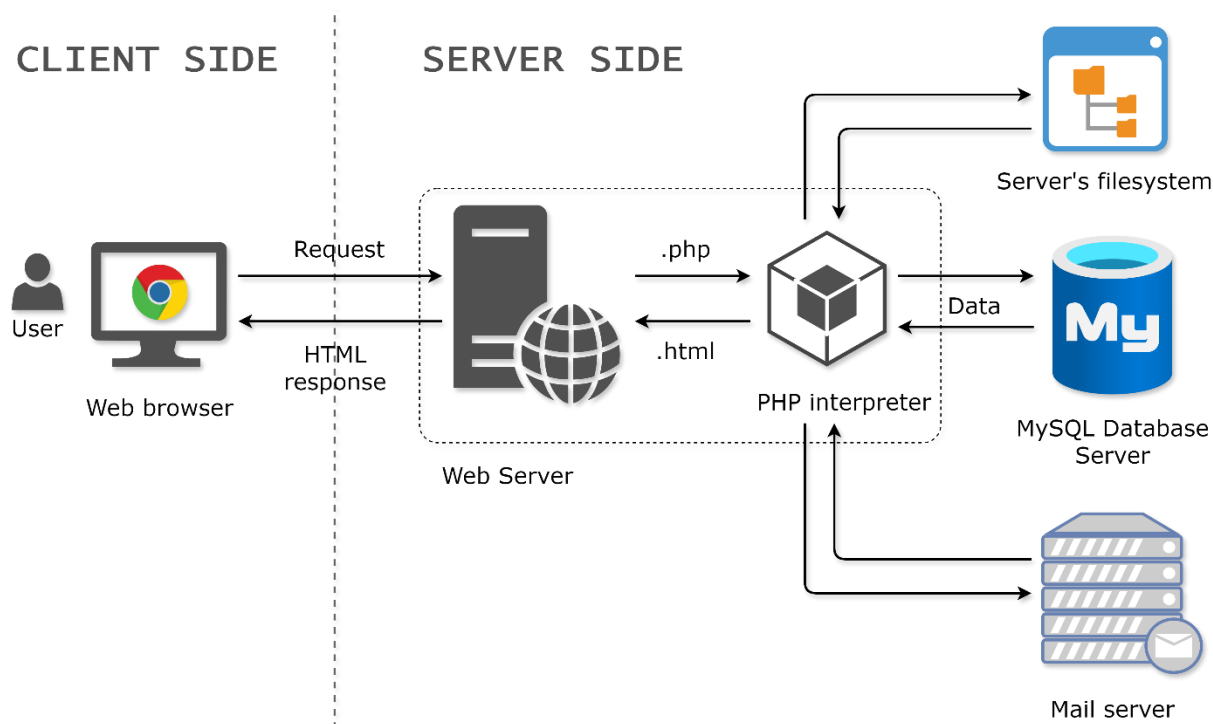 CLIENT SIDE
SERVER SIDE
Server's filesystem
Request
.php
User
HTML
response
.html
Data
My
Web browser
PHP interpreter
MySQL Database
Server
Web Server
Mail server